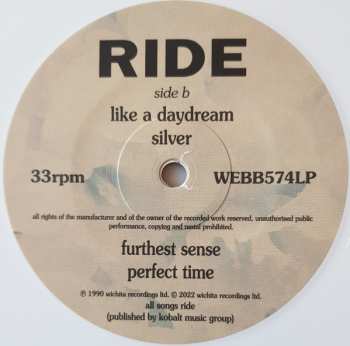 RIDE
side b
like a daydream
silver
33rpm
WEBB574LP
all rights of the manufacturer and of the owner of the recorded work reserved. unauthorised public
performance, copying and rental prohibited.
furthest sense
perfect time
℗ 1990 wichita recordings ltd. © 2022 wichita recordings ltd.
all songs ride
(published by kobalt music group)